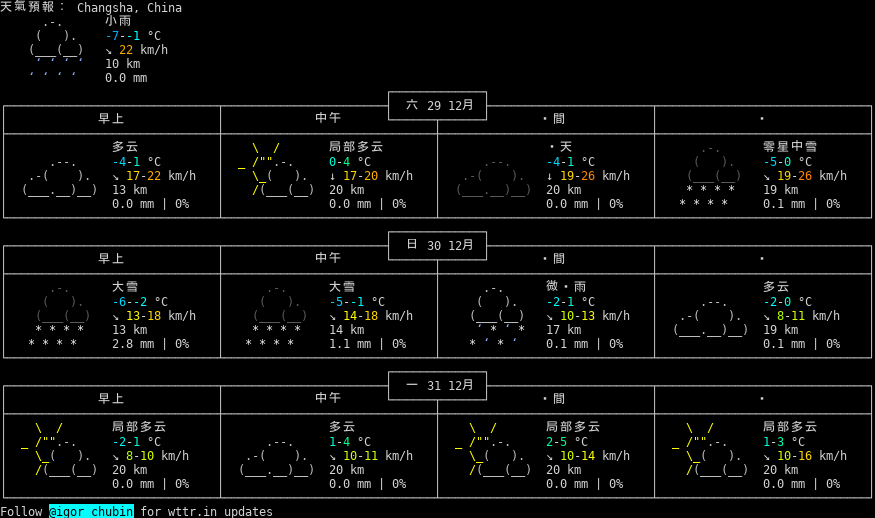 天氣預報： Changsha, China
小雨
-7--1 °C
↘ 22 km/h
10 km
0.0 mm
六 29 12月
早上 中午 ・間 ・
多云 局部多云 ・天 零星中雪
-4-1 °C 0-4 °C -4-1 °C -5-0 °C
↘ 17-22 km/h ↓ 17-20 km/h ↓ 19-26 km/h ↘ 19-26 km/h
13 km 20 km 20 km 19 km
0.0 mm | 0% 0.0 mm | 0% 0.0 mm | 0% 0.1 mm | 0%
日 30 12月
早上 中午 ・間 ・
大雪 大雪 微・雨 多云
-6--2 °C -5--1 °C -2-1 °C -2-0 °C
↘ 13-18 km/h ↘ 14-18 km/h ↘ 10-13 km/h ↘ 8-11 km/h
13 km 14 km 17 km 19 km
2.8 mm | 0% 1.1 mm | 0% 0.1 mm | 0% 0.1 mm | 0%
一 31 12月
早上 中午 ・間 ・
局部多云 多云 局部多云 局部多云
-2-1 °C 1-4 °C 2-5 °C 1-3 °C
↘ 8-10 km/h ↘ 10-11 km/h ↘ 10-14 km/h ↘ 10-16 km/h
20 km 20 km 20 km 20 km
0.0 mm | 0% 0.0 mm | 0% 0.0 mm | 0% 0.0 mm | 0%
Follow @igor_chubin for wttr.in updates